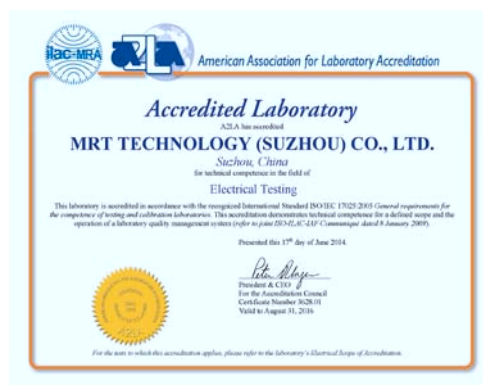 ilac-MRA
A2LA
American Association for Laboratory Accreditation
Accredited Laboratory
A2LA has accredited
MRT TECHNOLOGY (SUZHOU) CO., LTD.
Suzhou, China
for technical competence in the field of
Electrical Testing
This laboratory is accredited in accordance with the recognized International Standard ISO/IEC 17025:2005 General requirements for
the competence of testing and calibration laboratories. This accreditation demonstrates technical competence for a defined scope and the
operation of a laboratory quality management system (refer to joint ISO-ILAC-IAF Communiqué dated 8 January 2009).
Presented this 17th day of June 2014.
President & CEO
For the Accreditation Council
Certificate Number 3628.01
Valid to August 31, 2016
A2LA
For the tests to which this accreditation applies, please refer to the laboratory's Electrical Scope of Accreditation.